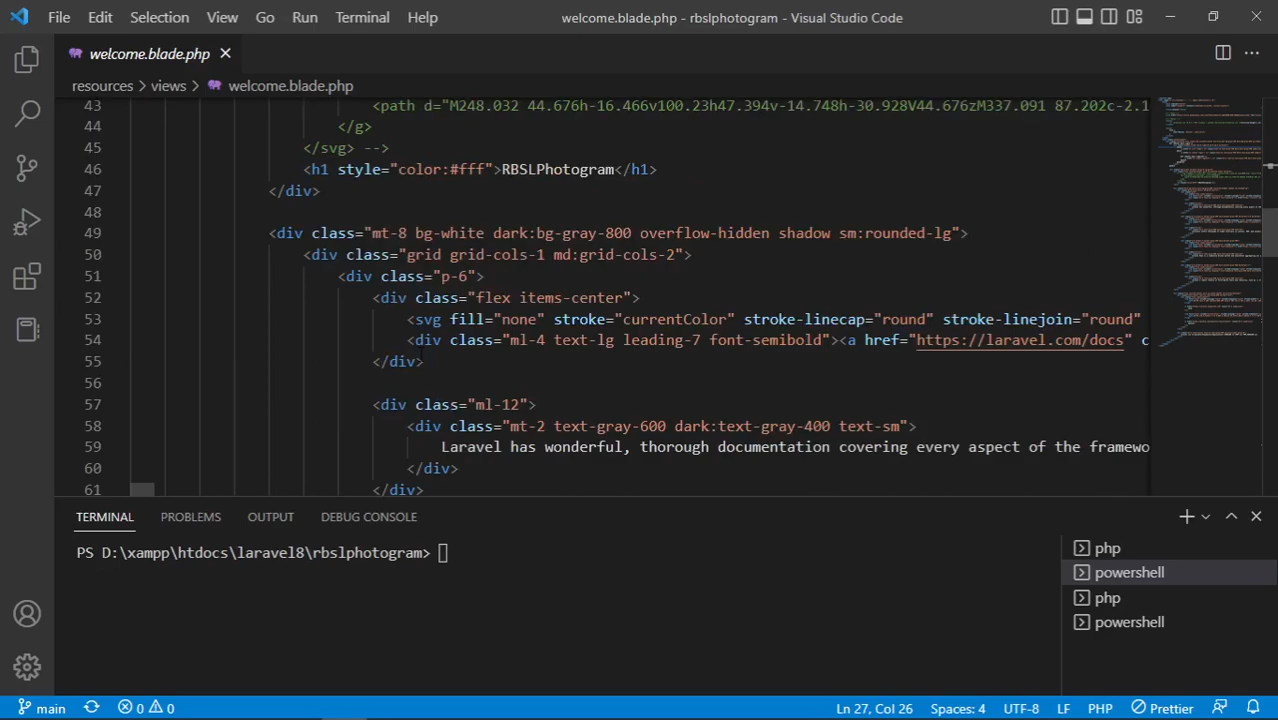 File Edit Selection View Go Run Terminal Help welcome.blade.php - rbslphotogram - Visual Studio Code
welcome.blade.php
resources > views > welcome.blade.php
43 <path d="M248.032 44.676h-16.466v100.23h47.394v-14.748h-30.928V44.676zM337.091 87.202c-2.1
44 </g>
45 </svg> -->
46 <h1 style="color:#fff">RBSLPhotogram</h1>
47 </div>
48
49 <div class="mt-8 bg-white dark:bg-gray-800 overflow-hidden shadow sm:rounded-lg">
50 <div class="grid grid-cols-1 md:grid-cols-2">
51 <div class="p-6">
52 <div class="flex items-center">
53 <svg fill="none" stroke="currentColor" stroke-linecap="round" stroke-linejoin="round"
54 <div class="ml-4 text-lg leading-7 font-semibold"><a href="https://laravel.com/docs" c
55 </div>
56
57 <div class="ml-12">
58 <div class="mt-2 text-gray-600 dark:text-gray-400 text-sm">
59 Laravel has wonderful, thorough documentation covering every aspect of the framewo
60 </div>
61 </div>
TERMINAL PROBLEMS OUTPUT DEBUG CONSOLE
PS D:\xampp\htdocs\laravel8\rbslphotogram>
php
powershell
php
powershell
main 0 0 Ln 27, Col 26 Spaces: 4 UTF-8 LF PHP Prettier